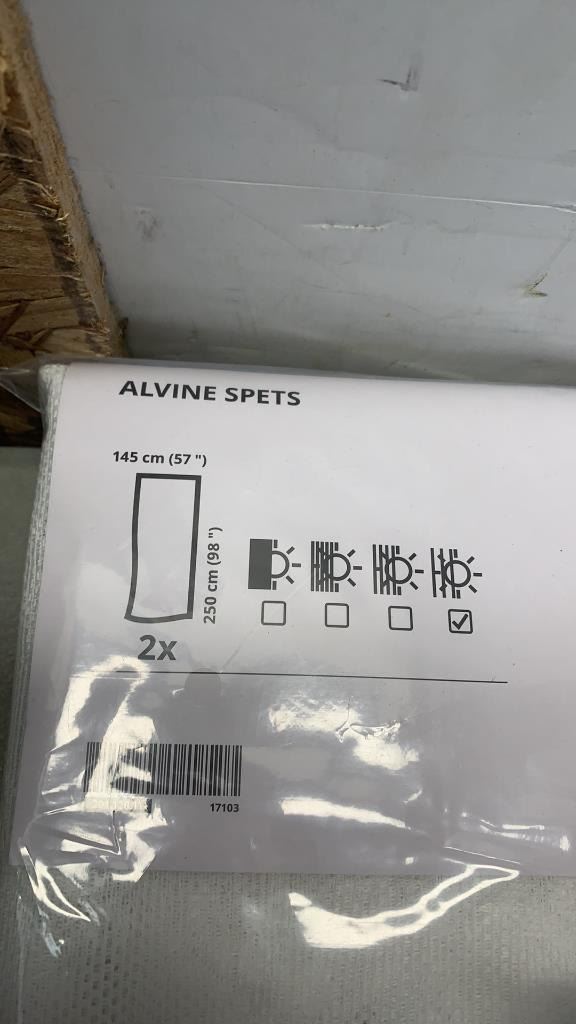 ALVINE SPETS
145 cm (57 ")
250 cm (98 ")
2x
17103